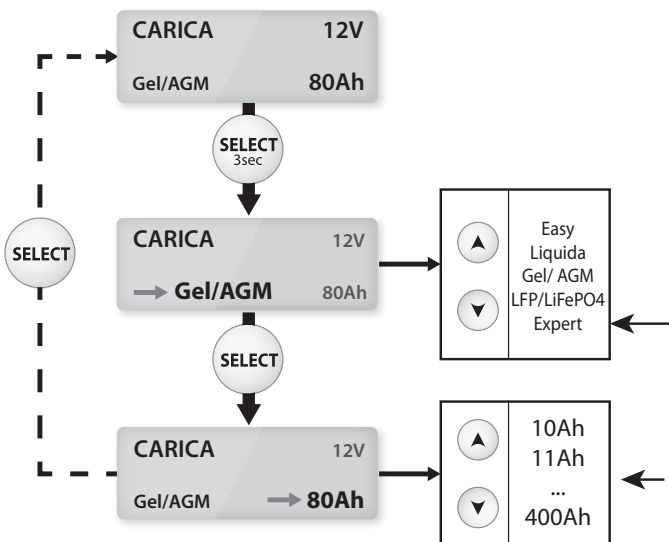 CARICA 12V
Gel/AGM 80Ah
SELECT
3sec
CARICA 12V
Gel/AGM 80Ah
Easy
Liquida
Gel/ AGM
LFP/LiFePO4
Expert
SELECT
SELECT
CARICA 12V
Gel/AGM 80Ah
10Ah
11Ah
...
400Ah